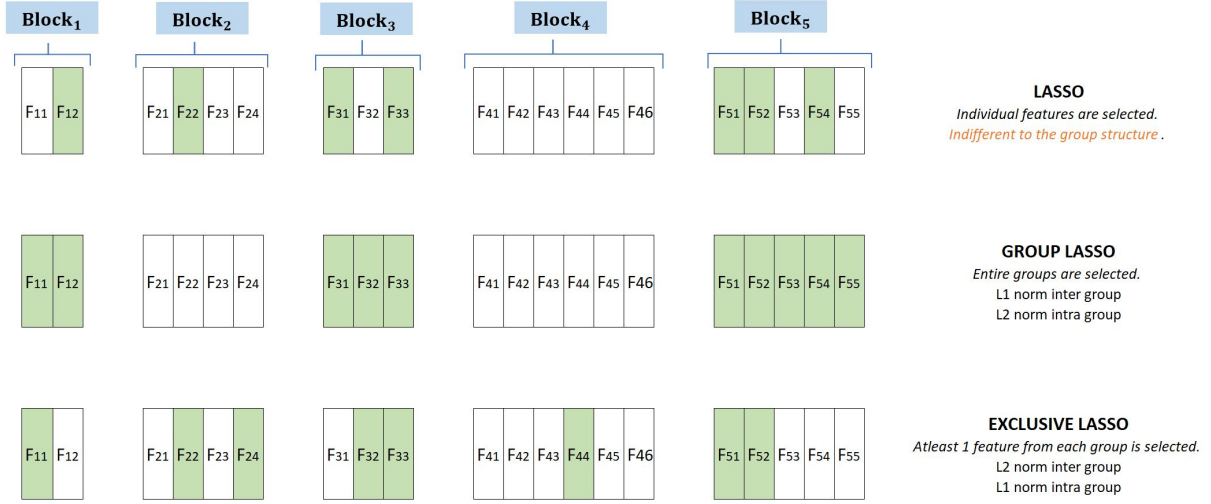 Block1 Block2 Block3 Block4 Block5
F11 F12 F21 F22 F23 F24 F31 F32 F33 F41 F42 F43 F44 F45 F46 F51 F52 F53 F54 F55
LASSO
Individual features are selected.
Indifferent to the group structure .
F11 F12 F21 F22 F23 F24 F31 F32 F33 F41 F42 F43 F44 F45 F46 F51 F52 F53 F54 F55
GROUP LASSO
Entire groups are selected.
L1 norm inter group
L2 norm intra group
F11 F12 F21 F22 F23 F24 F31 F32 F33 F41 F42 F43 F44 F45 F46 F51 F52 F53 F54 F55
EXCLUSIVE LASSO
Atleast 1 feature from each group is selected.
L2 norm inter group
L1 norm intra group